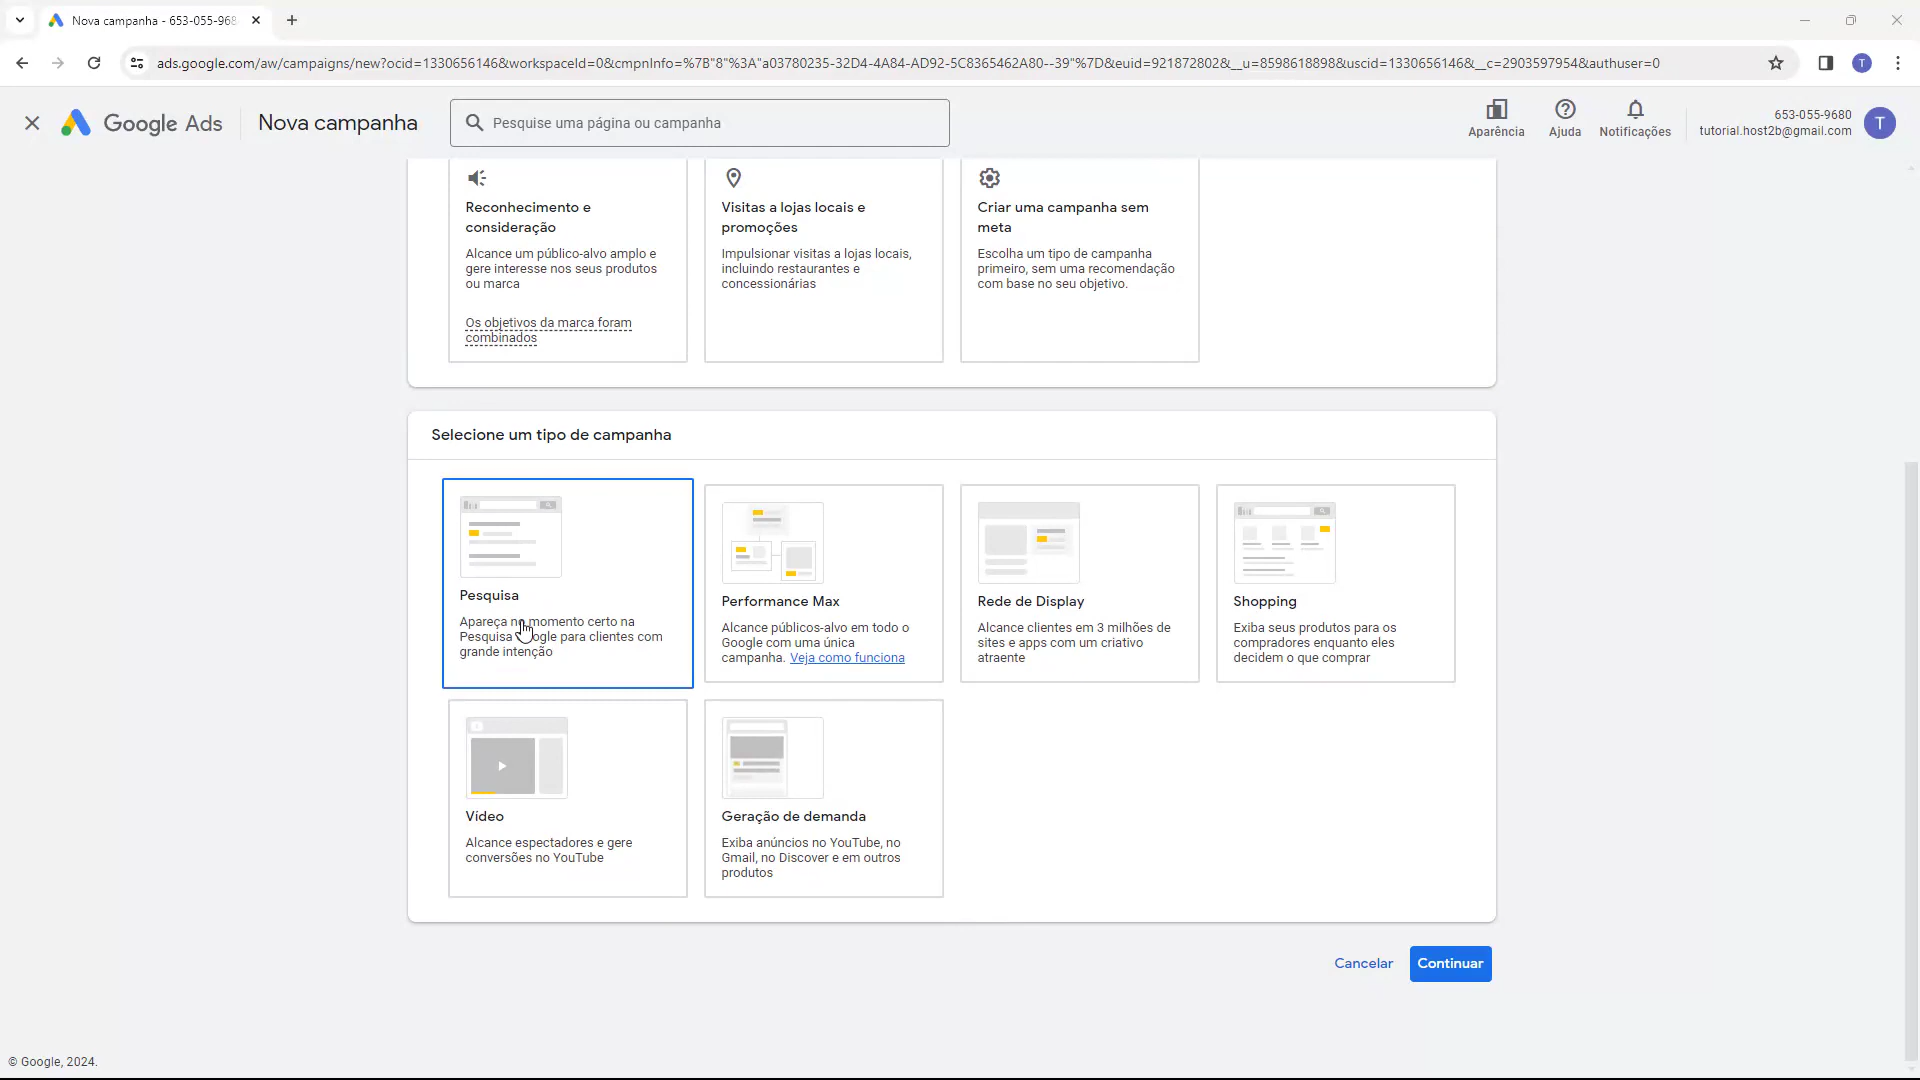 Nova campanha - 653-055-968
ads.google.com/aw/campaigns/new?ocid=1330656146&workspaceId=0&cmpnInfo=%7B"8"%3A"a03780235-32D4-4A84-AD92-5C8365462A80--39"%7D&euid=921872802&__u=8598618898&uscid=1330656146&__c=2903597954&authuser=0
T
Google Ads
Nova campanha
Pesquise uma página ou campanha
Aparência
Ajuda
Notificações
653-055-9680
tutorial.host2b@gmail.com
T
Reconhecimento e
consideração
Alcance um público-alvo amplo e
gere interesse nos seus produtos
ou marca
Os objetivos da marca foram
combinados
Visitas a lojas locais e
promoções
Impulsionar visitas a lojas locais,
incluindo restaurantes e
concessionárias
Criar uma campanha sem
meta
Escolha um tipo de campanha
primeiro, sem uma recomendação
com base no seu objetivo.
Selecione um tipo de campanha
Pesquisa
Apareça no momento certo na
Pesquisa Google para clientes com
grande intenção
Performance Max
Alcance públicos-alvo em todo o
Google com uma única
campanha. Veja como funciona
Rede de Display
Alcance clientes em 3 milhões de
sites e apps com um criativo
atraente
Shopping
Exiba seus produtos para os
compradores enquanto eles
decidem o que comprar
Vídeo
Alcance espectadores e gere
conversões no YouTube
Geração de demanda
Exiba anúncios no YouTube, no
Gmail, no Discover e em outros
produtos
Cancelar
Continuar
© Google, 2024.